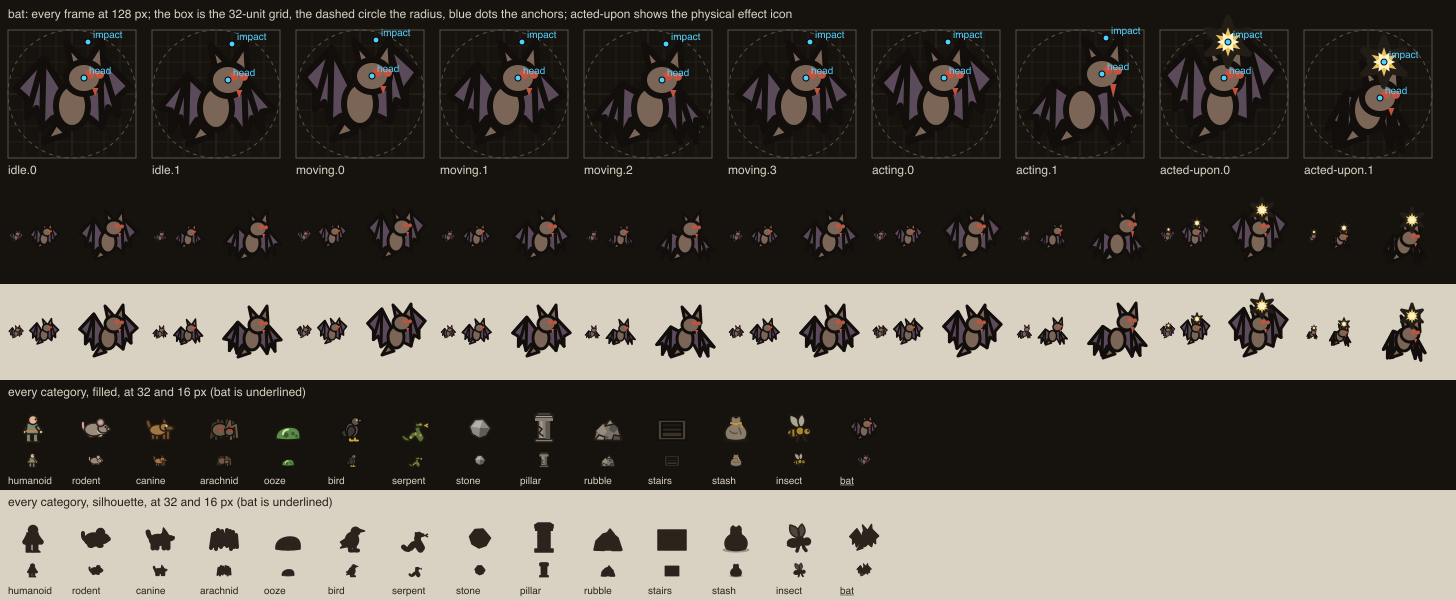 bat: every frame at 128 px; the box is the 32-unit grid, the dashed circle the radius, blue dots the anchors; acted-upon shows the physical effect icon
impact impact impact impact impact impact impact impact impact impact
head head head head head head head head head head
idle.0 idle.1 moving.0 moving.1 moving.2 moving.3 acting.0 acting.1 acted-upon.0 acted-upon.1
every category, filled, at 32 and 16 px (bat is underlined)
humanoid rodent canine arachnid ooze bird serpent stone pillar rubble stairs stash insect bat
every category, silhouette, at 32 and 16 px (bat is underlined)
humanoid rodent canine arachnid ooze bird serpent stone pillar rubble stairs stash insect bat